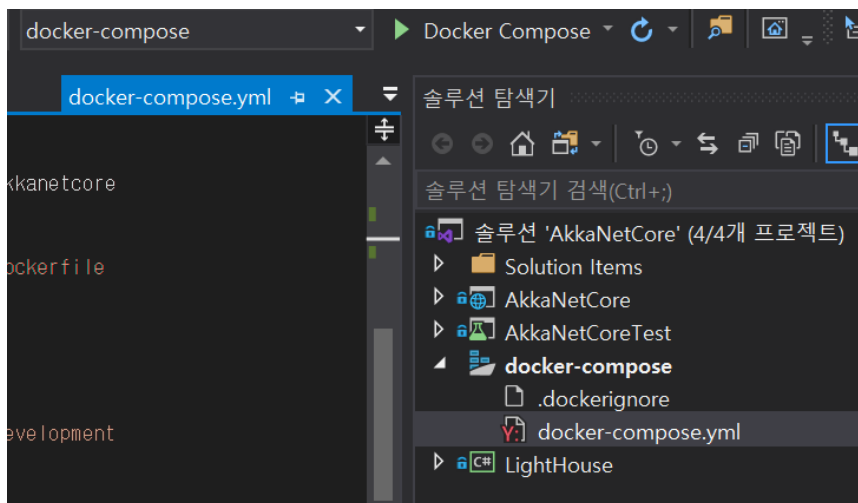 docker-compose
Docker Compose
docker-compose.yml
kkanetcore
ockerfile
evelopment
솔루션 탐색기
솔루션 탐색기 검색(Ctrl+;)
솔루션 'AkkaNetCore' (4/4개 프로젝트)
Solution Items
AkkaNetCore
AkkaNetCoreTest
docker-compose
.dockerignore
docker-compose.yml
C# LightHouse